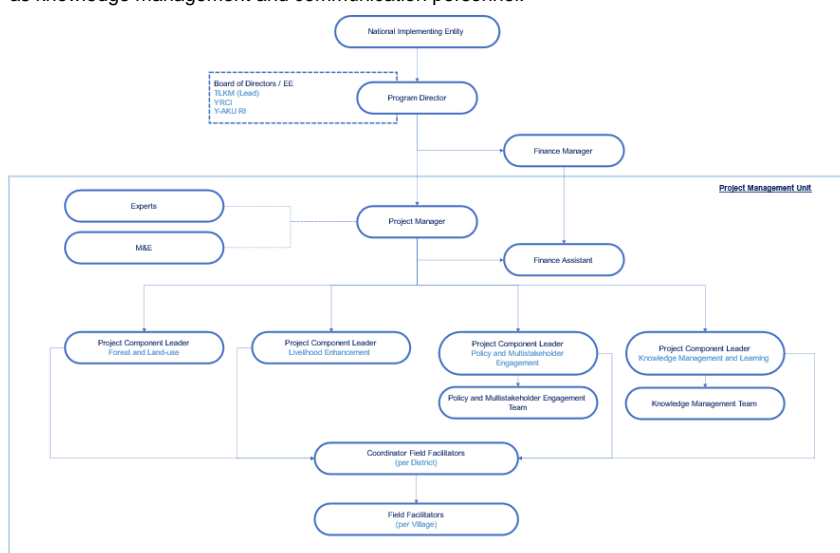 as knowledge management and communication personnel.
National Implementing Entity
Board of Directors / EE
TLKM (Lead)
YRCI
Y-AKU RI
Program Director
Finance Manager
Project Management Unit
Experts
Project Manager
M&E
Finance Assistant
Project Component Leader
Forest and Land-use
Project Component Leader
Livelihood Enhancement
Project Component Leader
Policy and Multistakeholder
Engagement
Project Component Leader
Knowledge Management and Learning
Policy and Multistakeholder Engagement
Team
Knowledge Management Team
Coordinator Field Facilitators
(per District)
Field Facilitators
(per Village)